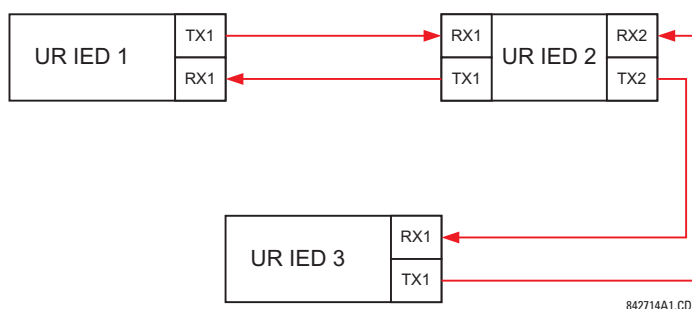 UR IED 1
TX1
RX1
RX1
TX1
UR IED 2
RX2
TX2
UR IED 3
RX1
TX1
842714A1.CD